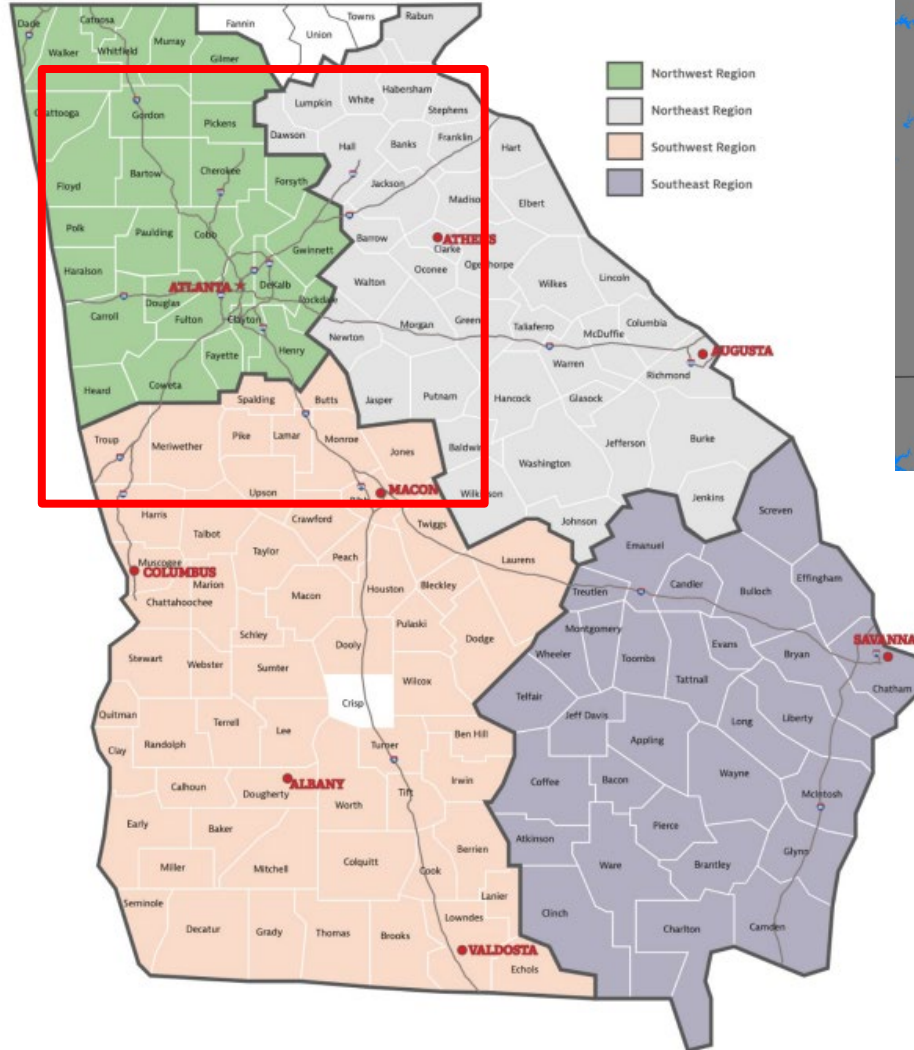 Towns
Rabun
Fannin
Union
Dade
Catoosa
Walker
Whitfield
Murray
Gilmer
Northwest Region
Northeast Region
Southwest Region
Southeast Region
Chattooga
Gordon
Pickens
Lumpkin
White
Habersham
Stephens
Dawson
Hall
Banks
Franklin
Hart
Floyd
Bartow
Cherokee
Forsyth
Jackson
Madison
Elbert
Polk
Paulding
Cobb
Gwinnett
Barrow
ATHENS
Clarke
Oconee
Oglethorpe
Haralson
ATLANTA
DeKalb
Walton
Wilkes
Lincoln
Douglas
Rockdale
Carroll
Fulton
Clayton
Morgan
Green
Taliaferro
McDuffie
Columbia
Fayette
Henry
Newton
Warren
AUGUSTA
Richmond
Heard
Coweta
Spalding
Butts
Jasper
Putnam
Hancock
Glasock
Troup
Meriwether
Pike
Lamar
Monroe
Jones
Baldwin
Jefferson
Burke
Washington
Upson
MACON
Wilkinson
Jenkins
Harris
Talbot
Crawford
Twiggs
Johnson
Screven
Taylor
Peach
Laurens
Emanuel
Muscogee
COLUMBUS
Marion
Macon
Houston
Bleckley
Treutlen
Candler
Bulloch
Effingham
Chattahoochee
Schley
Dooly
Pulaski
Dodge
Montgomery
Evans
SAVANNA
Stewart
Webster
Sumter
Wheeler
Toombs
Tattnall
Bryan
Chatham
Crisp
Wilcox
Telfair
Quitman
Terrell
Lee
Jeff Davis
Long
Liberty
Clay
Randolph
Turner
Ben Hill
Appling
Calhoun
ALBANY
Dougherty
Worth
Tift
Irwin
Coffee
Bacon
Wayne
McIntosh
Early
Baker
Pierce
Miller
Mitchell
Colquitt
Cook
Berrien
Atkinson
Ware
Brantley
Glynn
Seminole
Lanier
Decatur
Grady
Thomas
Brooks
Lowndes
Clinch
Charlton
Camden
VALDOSTA
Echols